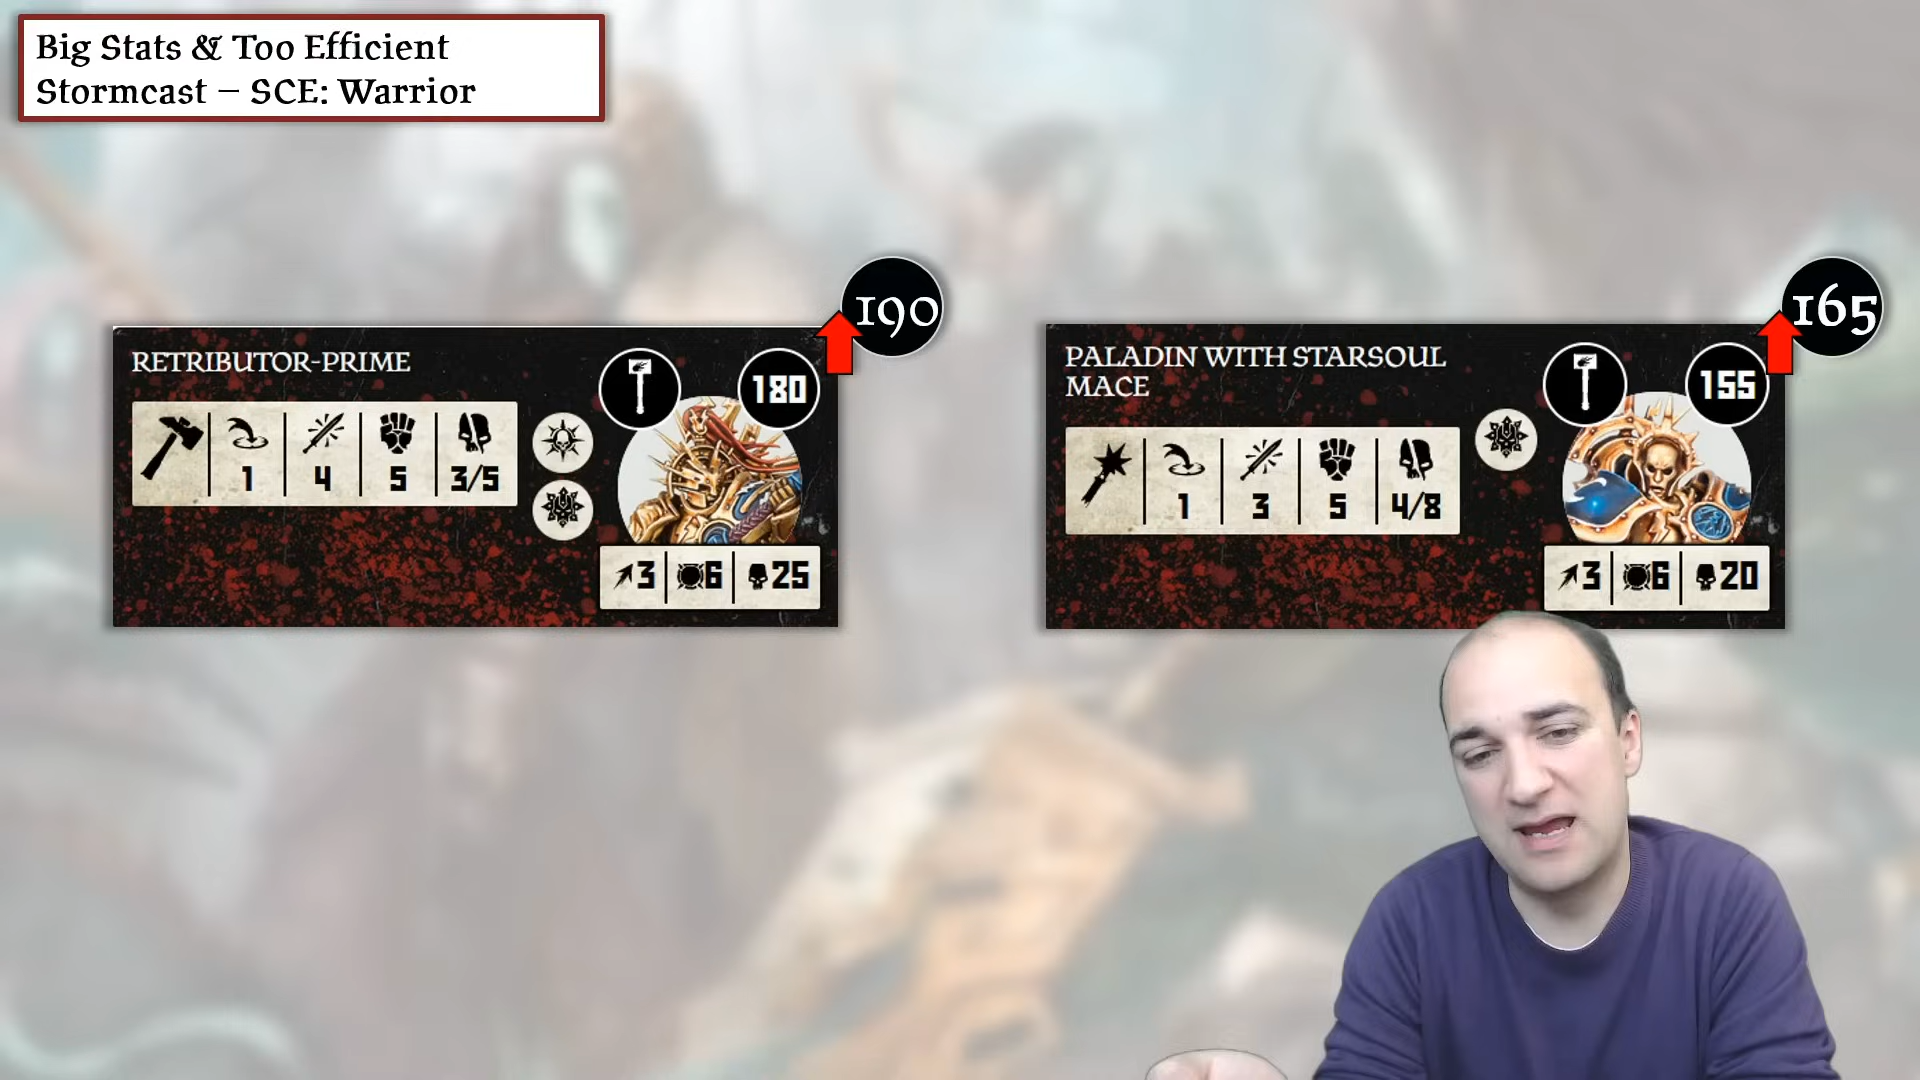 Big Stats & Too Efficient
Stormcast – SCE: Warrior
190
RETRIBUTOR-PRIME
180
1 4 5 3/5
3 6 25
165
PALADIN WITH STARSOUL
MACE
155
1 3 5 4/8
3 6 20